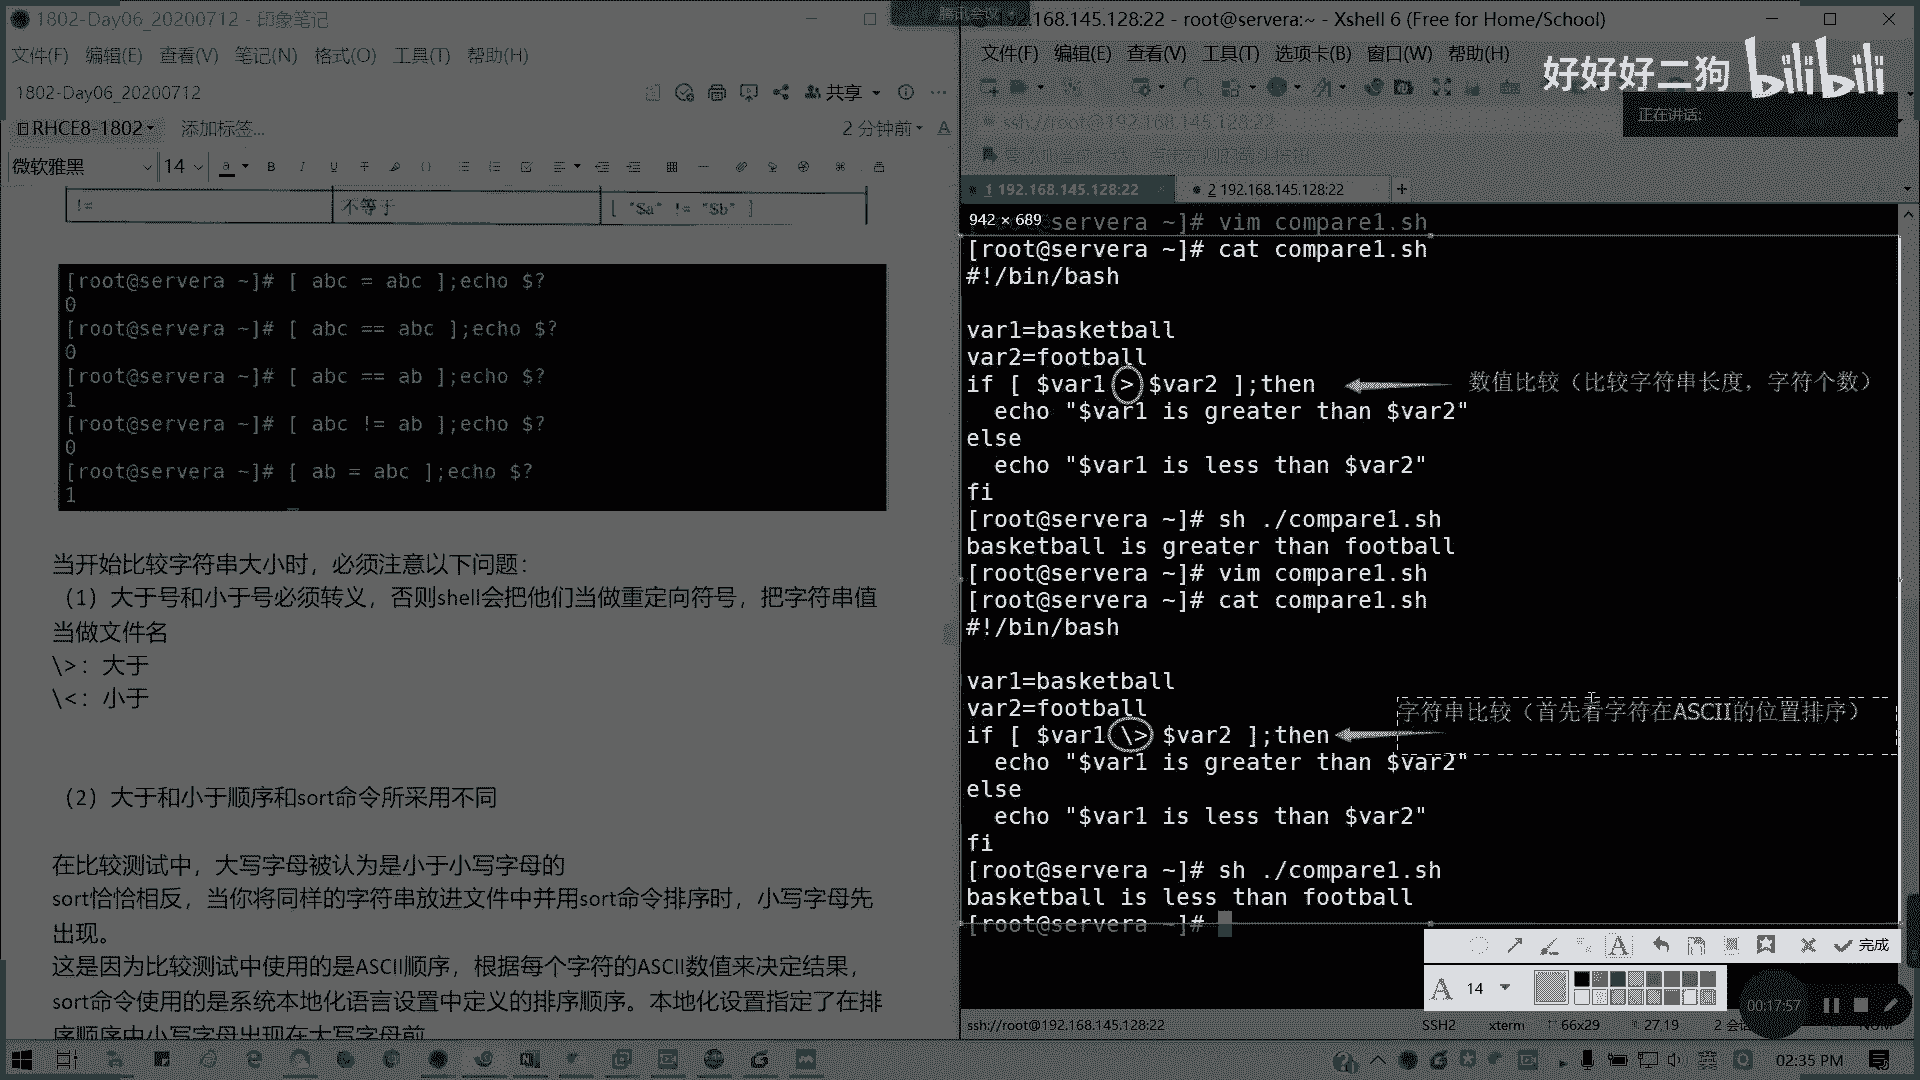 1802-Day06_20200712 - 印象笔记
文件(F) 编辑(E) 查看(V) 笔记(N) 格式(O) 工具(T) 帮助(H)
1802-Day06_20200712
共享
RHCE8-1802 添加标签...
2 分钟前
微软雅黑 14
!= 不等于 [ "$a" != "$b" ]
[root@servera ~]# [ abc = abc ];echo $?
0
[root@servera ~]# [ abc == abc ];echo $?
0
[root@servera ~]# [ abc == ab ];echo $?
1
[root@servera ~]# [ abc != ab ];echo $?
0
[root@servera ~]# [ ab = abc ];echo $?
1
当开始比较字符串大小时，必须注意以下问题：
（1）大于号和小于号必须转义，否则shell会把他们当做重定向符号，把字符串值
当做文件名
\>：大于
\<：小于
（2）大于和小于顺序和sort命令所采用不同
在比较测试中，大写字母被认为是小于小写字母的
sort恰恰相反，当你将同样的字符串放进文件中并用sort命令排序时，小写字母先
出现。
这是因为比较测试中使用的是ASCII顺序，根据每个字符的ASCII数值来决定结果，
sort命令使用的是系统本地化语言设置中定义的排序顺序。本地化设置指定了在排
序顺序中小写字母出现在大写字母前
腾讯会议
192.168.145.128:22 - root@servera:~ - Xshell 6 (Free for Home/School)
文件(F) 编辑(E) 查看(V) 工具(T) 选项卡(B) 窗口(W) 帮助(H)
好好好二狗 bilibili
正在讲话:
ssh://root@192.168.145.128:22
1 192.168.145.128:22
2 192.168.145.128:22
942 × 689
servera ~]# vim compare1.sh
[root@servera ~]# cat compare1.sh
#!/bin/bash
var1=basketball
var2=football
if [ $var1 > $var2 ];then
数值比较（比较字符串长度，字符个数）
echo "$var1 is greater than $var2"
else
echo "$var1 is less than $var2"
fi
[root@servera ~]# sh ./compare1.sh
basketball is greater than football
[root@servera ~]# vim compare1.sh
[root@servera ~]# cat compare1.sh
#!/bin/bash
var1=basketball
var2=football
字符串比较（首先看字符在ASCII的位置排序）
if [ $var1 \> $var2 ];then
echo "$var1 is greater than $var2"
else
echo "$var1 is less than $var2"
fi
[root@servera ~]# sh ./compare1.sh
basketball is less than football
[root@servera ~]#
完成
A 14
00:17:57
ssh://root@192.168.145.128:22 SSH2 xterm 66x29 27,19
02:35 PM